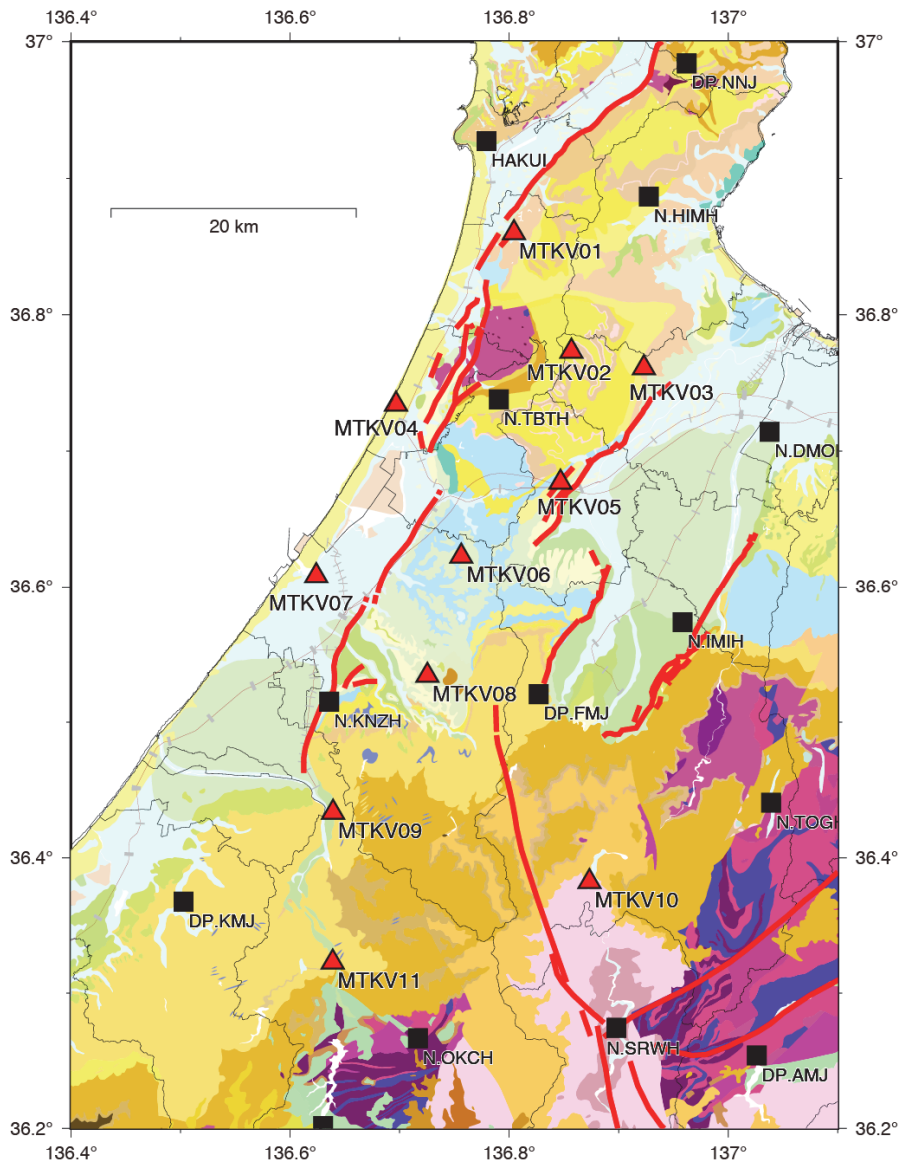 136.4° 136.6° 136.8° 137°
37° 37°
DP.NNJ
HAKUI
N.HIMH
20 km
MTKV01
36.8° 36.8°
MTKV02
MTKV03
MTKV04
N.TBTH
N.DMOI
MTKV05
MTKV06
36.6° 36.6°
MTKV07
N.IMIH
MTKV08
DP.FMJ
N.KNZH
N.TOGH
MTKV09
36.4° 36.4°
MTKV10
DP.KMJ
MTKV11
N.SRWH
N.OKCH
DP.AMJ
36.2° 36.2°
136.4° 136.6° 136.8° 137°